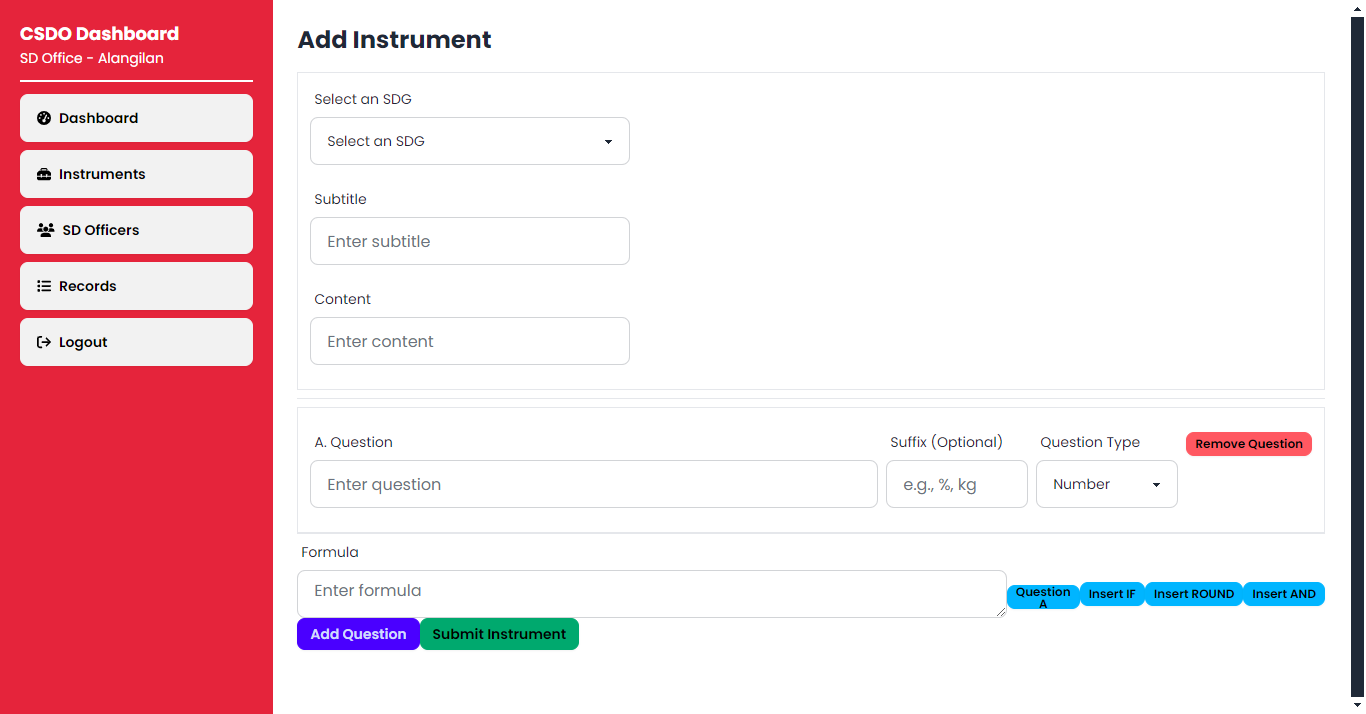 CSDO Dashboard
SD Office - Alangilan
Dashboard
Instruments
SD Officers
Records
Logout
Add Instrument
Select an SDG
Select an SDG
Subtitle
Enter subtitle
Content
Enter content
A. Question
Suffix (Optional)
Question Type
Remove Question
Enter question
e.g., %, kg
Number
Formula
Enter formula
Question
A
Insert IF
Insert ROUND
Insert AND
Add Question
Submit Instrument